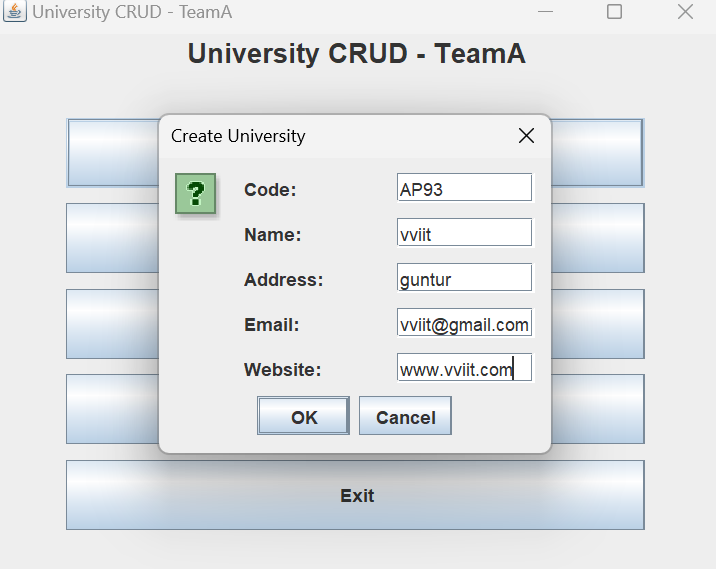 University CRUD - TeamA
University CRUD - TeamA
Create University
?
Code: AP93
Name: vviit
Address: guntur
Email: vviit@gmail.com
Website: www.vviit.com
OK Cancel
Exit